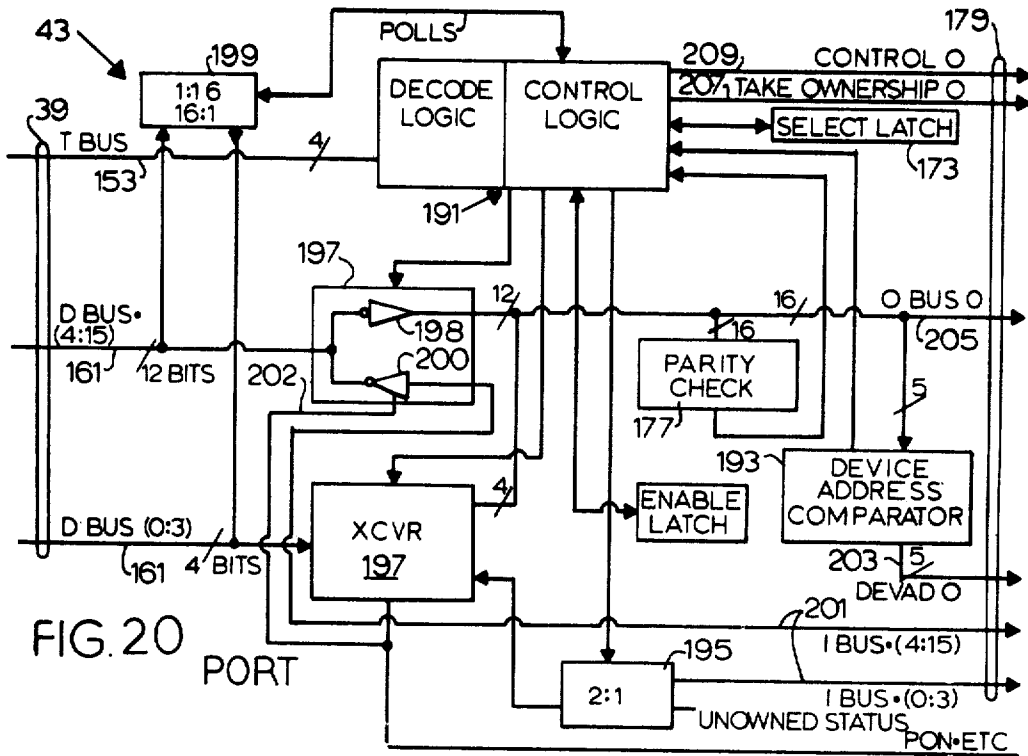 43
199
POLLS
179
1:16
16:1
DECODE LOGIC
CONTROL LOGIC
209
CONTROL O
207
TAKE OWNERSHIP O
SELECT LATCH
173
39
T BUS
153
4
191
197
12
198
16
16
O BUS O
205
D BUS•
(4:15)
161
12 BITS
200
202
PARITY CHECK
177
5
193
DEVICE ADDRESS COMPARATOR
4
ENABLE LATCH
XCVR
197
D BUS (0:3)
161
4 BITS
203
5
DEVAD O
201
I BUS•(4:15)
FIG. 20
PORT
195
2:1
I BUS•(0:3)
UNOWNED STATUS
PON•ETC